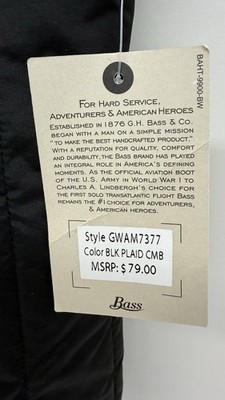 BAHT-9900-BW
FOR HARD SERVICE,
ADVENTURERS & AMERICAN HEROES
ESTABLISHED IN 1876 G.H. BASS & CO.
BEGAN WITH A MAN ON A SIMPLE MISSION
"TO MAKE THE BEST HANDCRAFTED PRODUCT."
WITH A REPUTATION FOR QUALITY, COMFORT
AND DURABILITY, THE BASS BRAND HAS PLAYED
AN INTEGRAL ROLE IN AMERICA'S DEFINING
MOMENTS. AS THE OFFICIAL AVIATION BOOT
OF THE U.S. ARMY IN WORLD WAR I TO
CHARLES A. LINDBERGH'S CHOICE FOR
THE FIRST SOLO TRANSATLANTIC FLIGHT BASS
REMAINS THE #1 CHOICE FOR ADVENTURERS,
& AMERICAN HEROES.
Style GWAM7377
Color BLK PLAID CMB
MSRP: $79.00
Bass